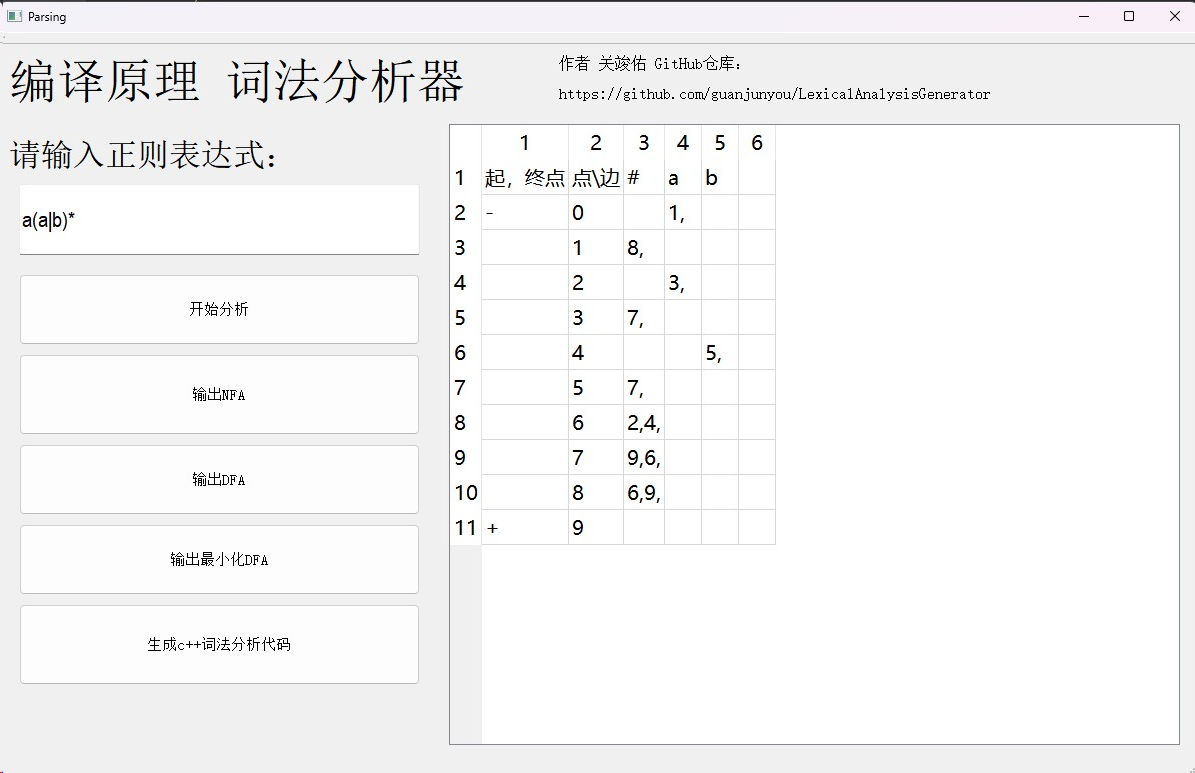 Parsing
编译原理 词法分析器
作者 关竣佑 GitHub仓库:
https://github.com/guanjunyou/LexicalAnalysisGenerator
请输入正则表达式:
a(a|b)*
开始分析
输出NFA
输出DFA
输出最小化DFA
生成c++词法分析代码
1 2 3 4 5 6
1 起，终点 点\边 # a b
2 - 0 1,
3 1 8,
4 2 3,
5 3 7,
6 4 5,
7 5 7,
8 6 2,4,
9 7 9,6,
10 8 6,9,
11 + 9